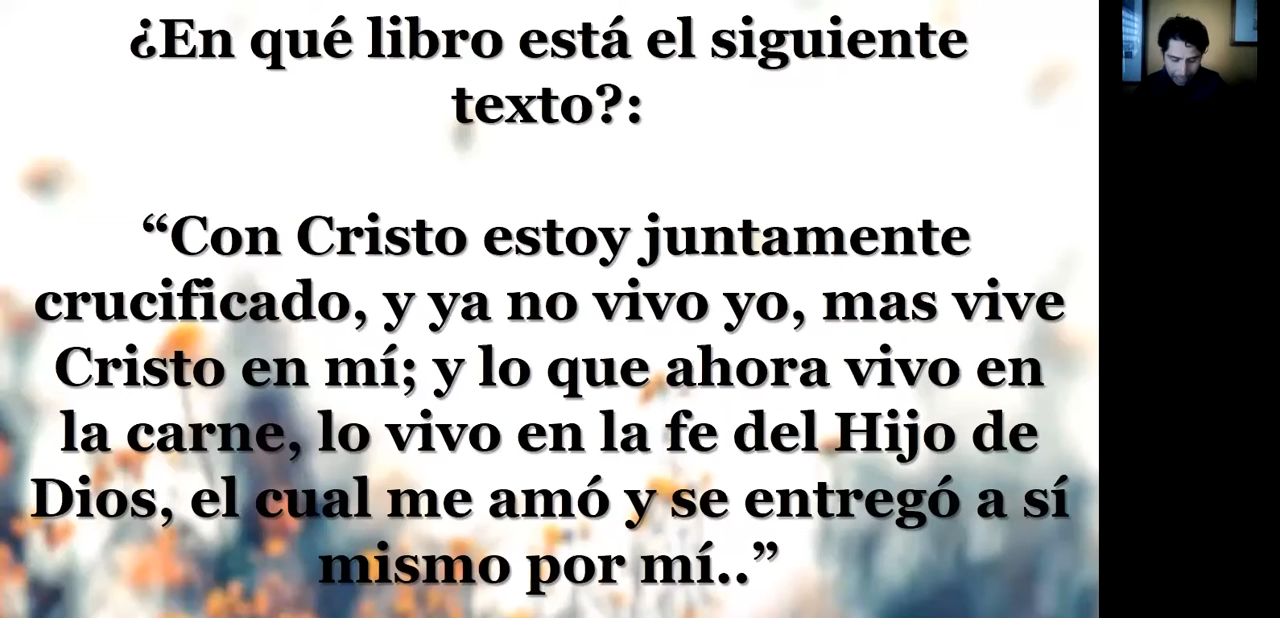 ¿En qué libro está el siguiente
texto?:
“Con Cristo estoy juntamente
crucificado, y ya no vivo yo, mas vive
Cristo en mí; y lo que ahora vivo en
la carne, lo vivo en la fe del Hijo de
Dios, el cual me amó y se entregó a sí
mismo por mí..”